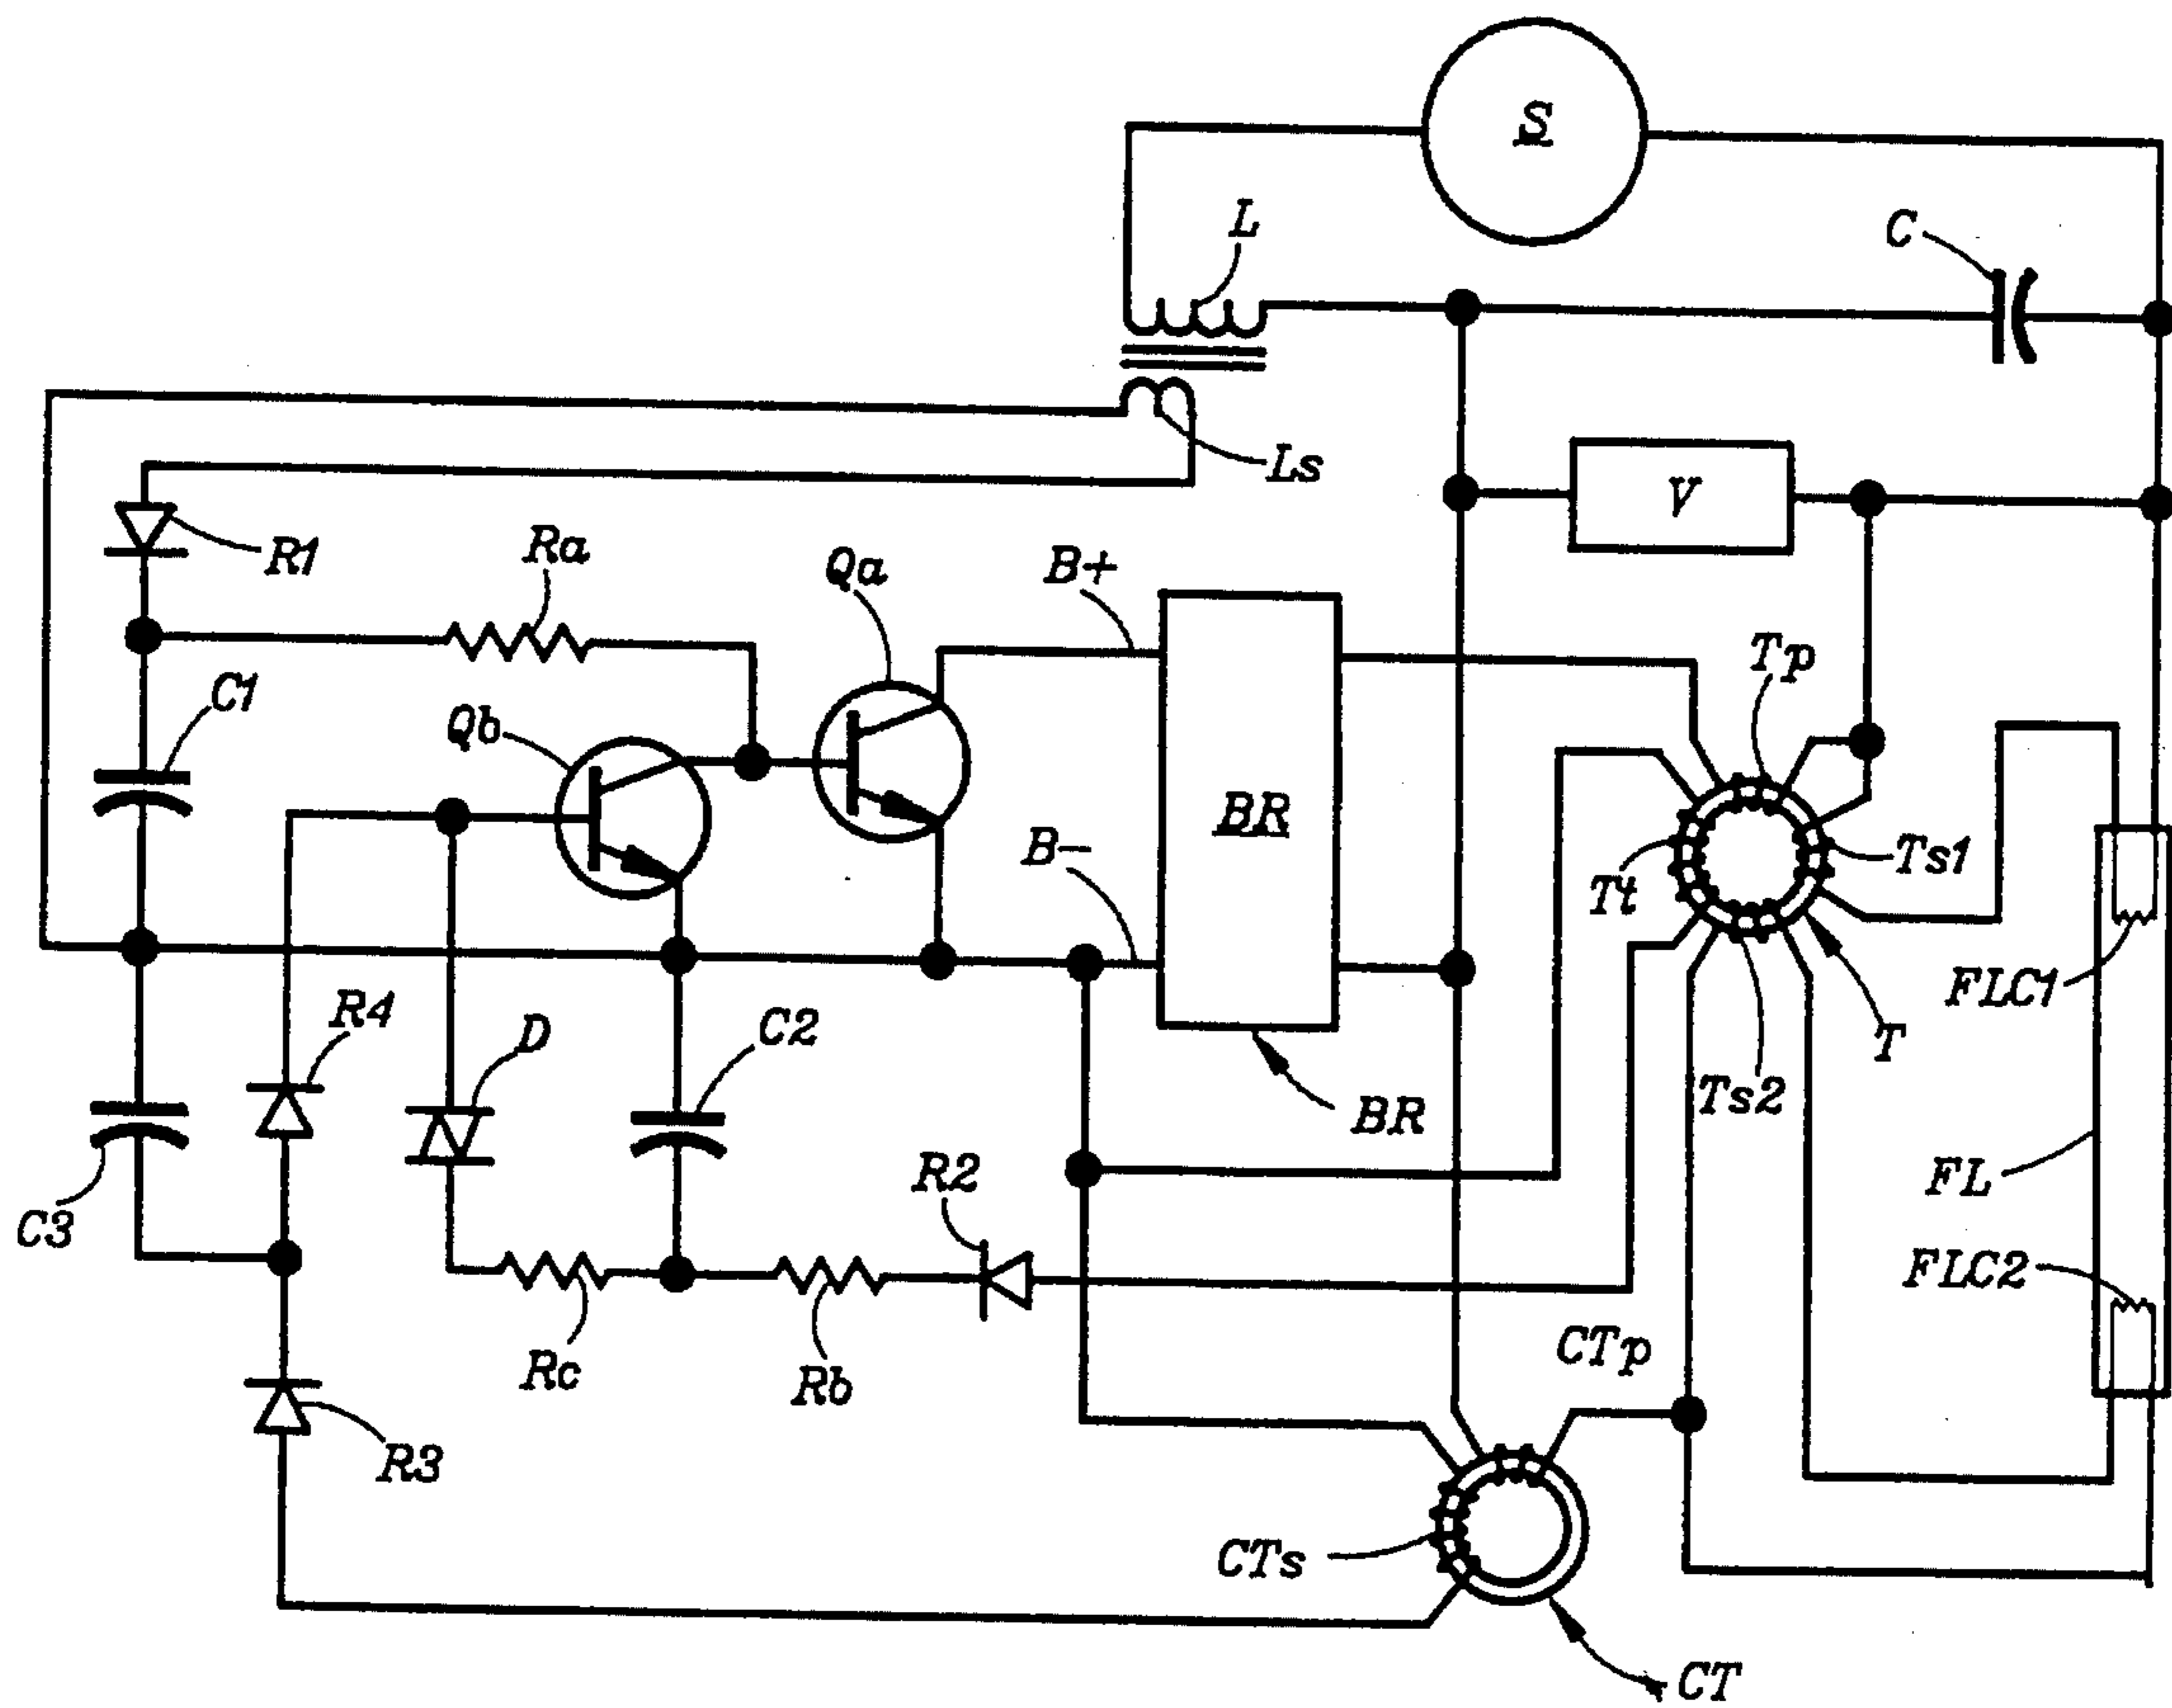 S
L
C
Ls
V
R1
Ra
Qa
B+
Tp
C1
Qb
BR
B-
Ts1
Tt
FLC1
R4
D
C2
T
Ts2
BR
R2
FL
C3
FLC2
Rc
Rb
CTp
R3
CTs
CT